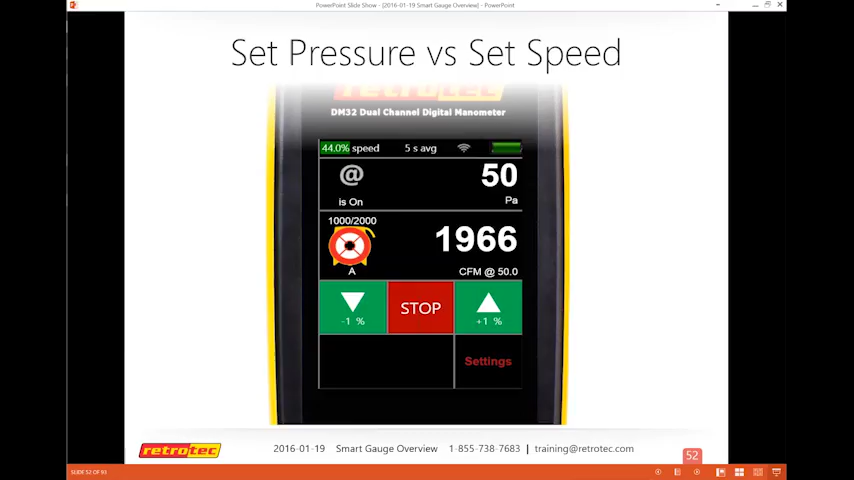 PowerPoint Slide Show - [2016-01-19 Smart Gauge Overview] - PowerPoint
Set Pressure vs Set Speed
retrotec
DM32 Dual Channel Digital Manometer
44.0% speed 5 s avg
@ 50
is On Pa
1000/2000
1966
A CFM @ 50.0
STOP
-1 % +1 %
Settings
retrotec 2016-01-19 Smart Gauge Overview 1-855-738-7683 | training@retrotec.com 52
SLIDE 52 OF 93